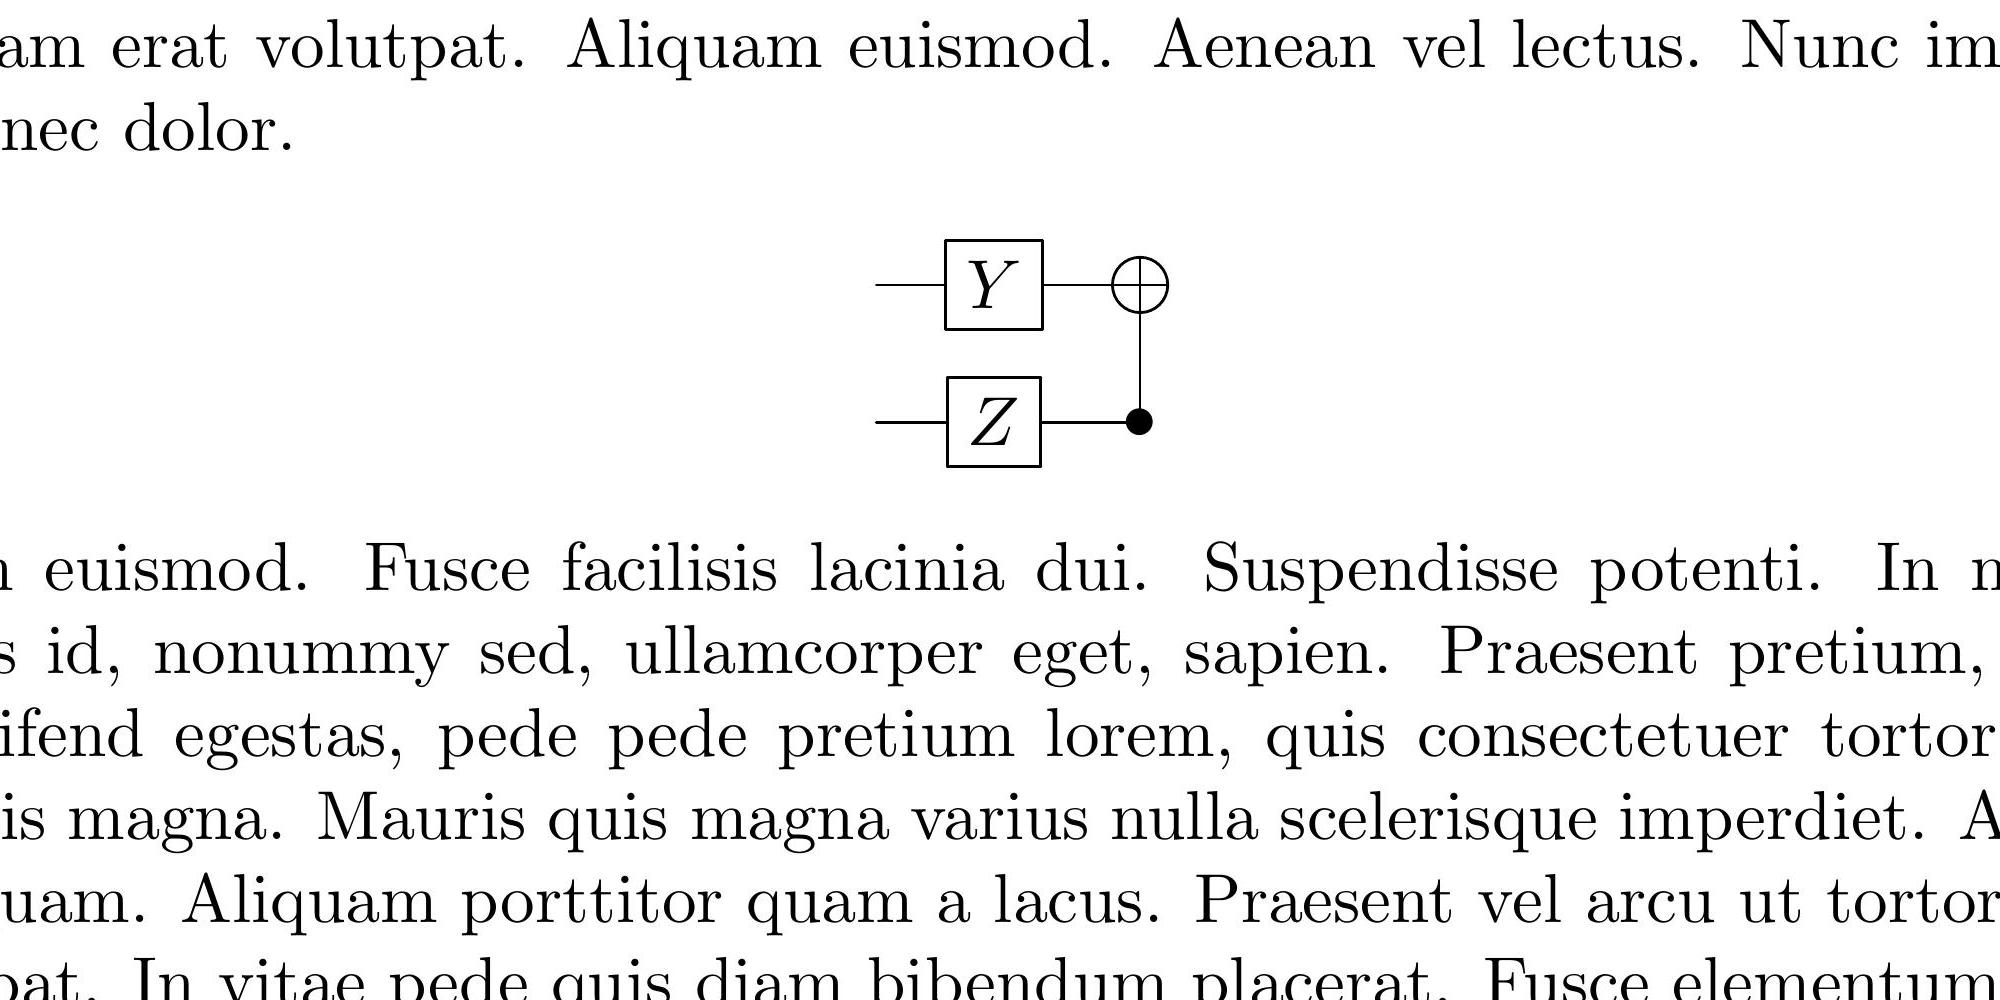 am erat volutpat. Aliquam euismod. Aenean vel lectus. Nunc im
nec dolor.
Y
Z
euismod. Fusce facilisis lacinia dui. Suspendisse potenti. In
s id, nonummy sed, ullamcorper eget, sapien. Praesent pretium,
ifend egestas, pede pede pretium lorem, quis consectetuer tortor
is magna. Mauris quis magna varius nulla scelerisque imperdiet. A
uam. Aliquam porttitor quam a lacus. Praesent vel arcu ut tortor
pat. In vitae pede quis diam bibendum placerat. Fusce elementum